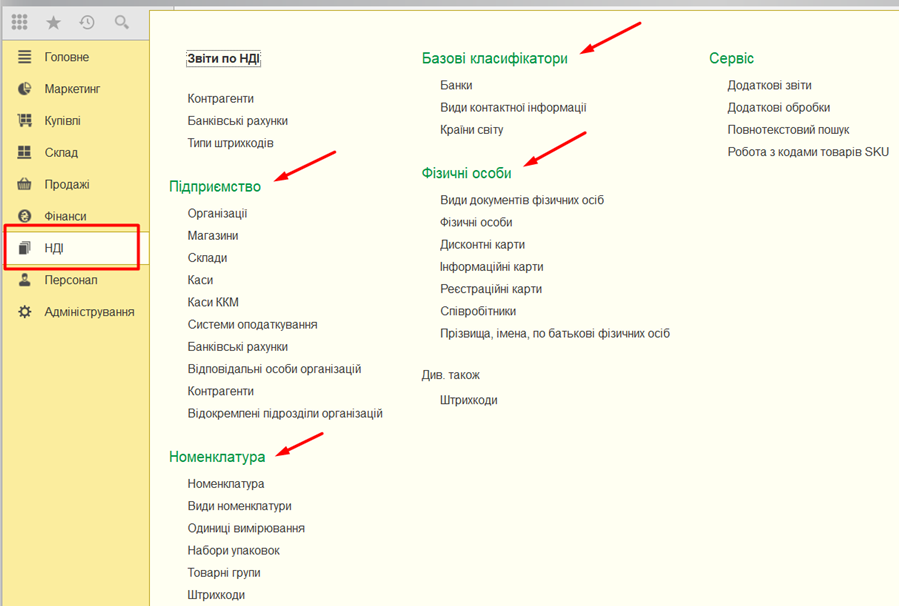 Головне
Маркетинг
Купівлі
Склад
Продажі
Фінанси
НДІ
Персонал
Адміністрування
Звіти по НДІ
Контрагенти
Банківські рахунки
Типи штрихкодів
Підприємство
Організації
Магазини
Склади
Каси
Каси ККМ
Системи оподаткування
Банківські рахунки
Відповідальні особи організацій
Контрагенти
Відокремлені підрозділи організацій
Номенклатура
Номенклатура
Види номенклатури
Одиниці вимірювання
Набори упаковок
Товарні групи
Штрихкоди
Базові класифікатори
Банки
Види контактної інформації
Країни світу
Фізичні особи
Види документів фізичних осіб
Фізичні особи
Дисконтні карти
Інформаційні карти
Реєстраційні карти
Співробітники
Прізвища, імена, по батькові фізичних осіб
Див. також
Штрихкоди
Сервіс
Додаткові звіти
Додаткові обробки
Повнотекстовий пошук
Робота з кодами товарів SKU